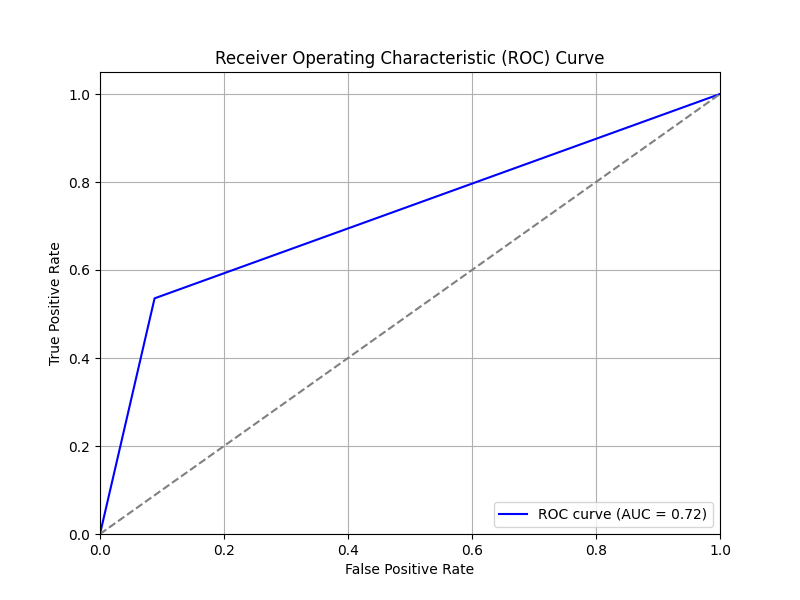 Receiver Operating Characteristic (ROC) Curve
1.0
0.8
0.6
0.4
0.2
0.0
True Positive Rate
ROC curve (AUC = 0.72)
0.0 0.2 0.4 0.6 0.8 1.0
False Positive Rate